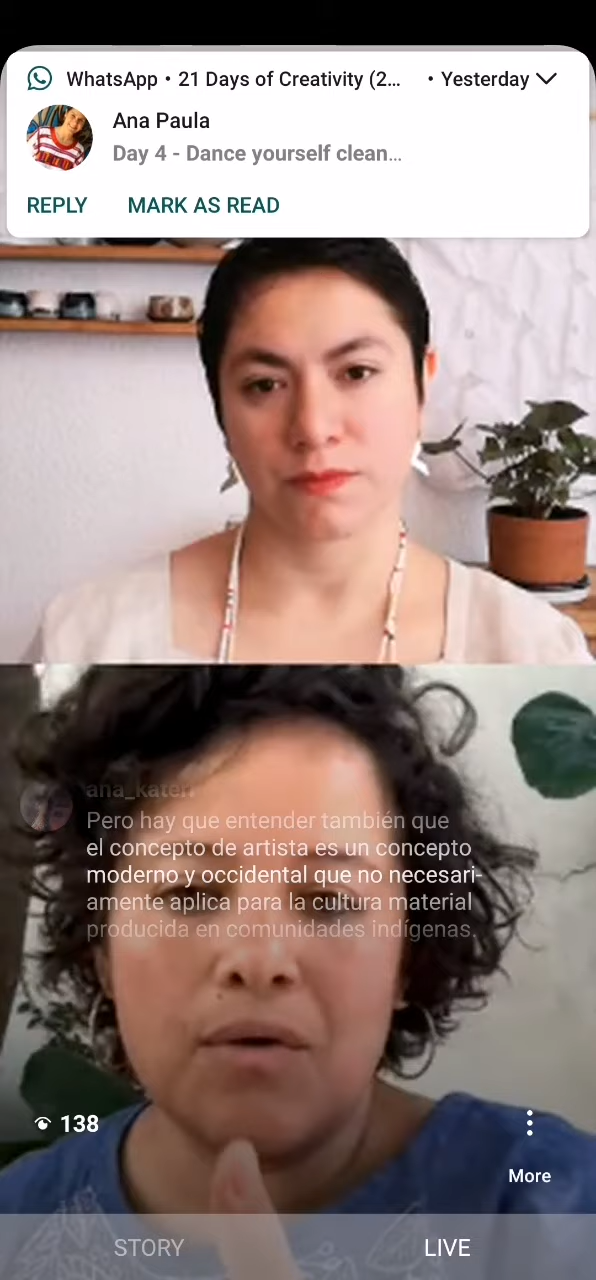 WhatsApp • 21 Days of Creativity (2... • Yesterday
Ana Paula
Day 4 - Dance yourself clean...
REPLY MARK AS READ
ana_kateri
Pero hay que entender también que
el concepto de artista es un concepto
moderno y occidental que no necesari-
amente aplica para la cultura material
producida en comunidades indígenas.
138
More
STORY LIVE